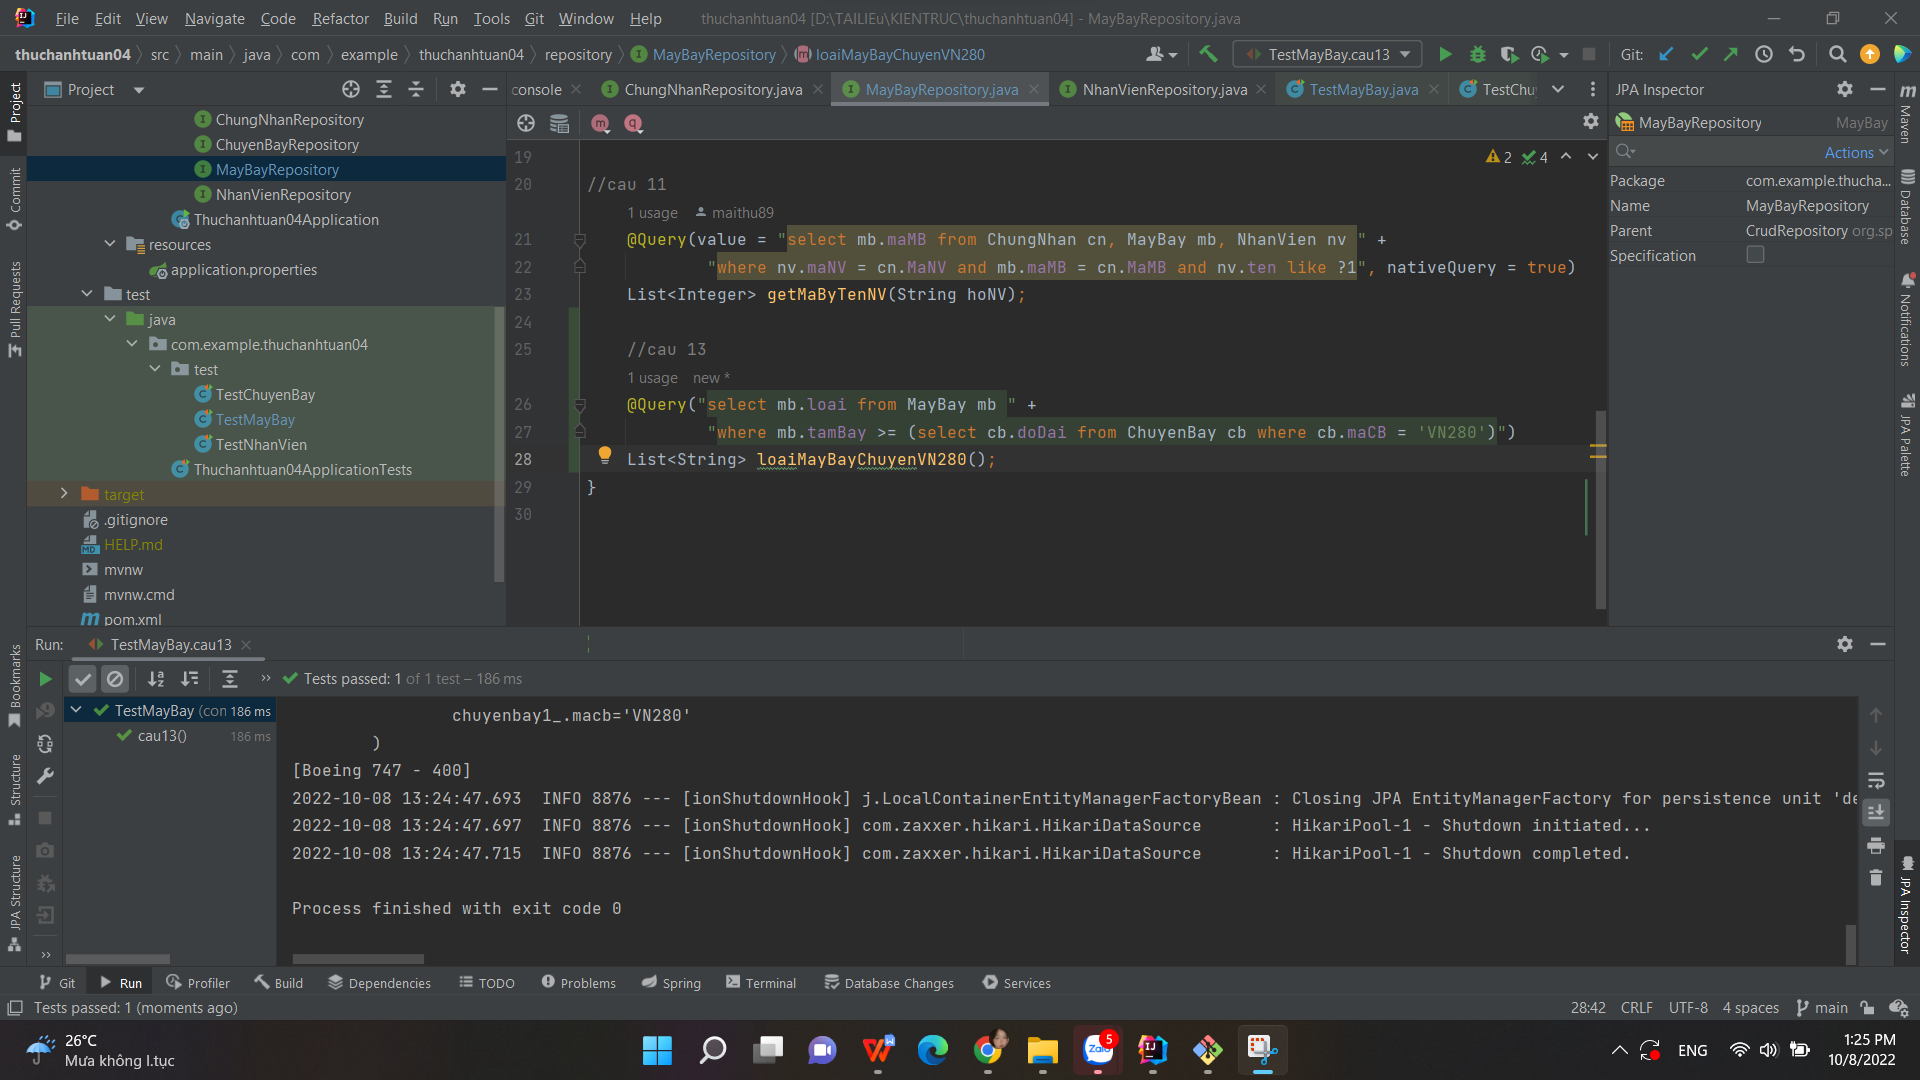 File Edit View Navigate Code Refactor Build Run Tools Git Window Help thuchanhtuan04 [D:\TAILIEu\KIENTRUC\thuchanhtuan04] - MayBayRepository.java
thuchanhtuan04 src main java com example thuchanhtuan04 repository MayBayRepository loaiMayBayChuyenVN280 TestMayBay.cau13 Git:
Project
console ChungNhanRepository.java MayBayRepository.java NhanVienRepository.java TestMayBay.java TestChu
JPA Inspector
ChungNhanRepository
ChuyenBayRepository
MayBayRepository
NhanVienRepository
Thuchanhtuan04Application
resources
application.properties
test
java
com.example.thuchanhtuan04
test
TestChuyenBay
TestMayBay
TestNhanVien
Thuchanhtuan04ApplicationTests
target
.gitignore
HELP.md
mvnw
mvnw.cmd
pom.xml
19
2 4
20 //cau 11
1 usage maithu89
21 @Query(value = "select mb.maMB from ChungNhan cn, MayBay mb, NhanVien nv " +
22 "where nv.maNV = cn.MaNV and mb.maMB = cn.MaMB and nv.ten like ?1", nativeQuery = true)
23 List<Integer> getMaByTenNV(String hoNV);
24
25 //cau 13
1 usage new *
26 @Query("select mb.loai from MayBay mb " +
27 "where mb.tamBay >= (select cb.doDai from ChuyenBay cb where cb.maCB = 'VN280')")
28 List<String> loaiMayBayChuyenVN280();
29 }
30
MayBayRepository MayBay
Actions
Package com.example.thucha...
Name MayBayRepository
Parent CrudRepository org.sp
Specification
Project
Commit
Pull Requests
Bookmarks
Structure
JPA Structure
Maven
Database
Notifications
JPA Palette
JPA Inspector
Run: TestMayBay.cau13
Tests passed: 1 of 1 test – 186 ms
TestMayBay (con 186 ms
cau13() 186 ms
chuyenbay1_.macb='VN280'
)
[Boeing 747 - 400]
2022-10-08 13:24:47.693 INFO 8876 --- [ionShutdownHook] j.LocalContainerEntityManagerFactoryBean : Closing JPA EntityManagerFactory for persistence unit 'de
2022-10-08 13:24:47.697 INFO 8876 --- [ionShutdownHook] com.zaxxer.hikari.HikariDataSource : HikariPool-1 - Shutdown initiated...
2022-10-08 13:24:47.715 INFO 8876 --- [ionShutdownHook] com.zaxxer.hikari.HikariDataSource : HikariPool-1 - Shutdown completed.
Process finished with exit code 0
Git Run Profiler Build Dependencies TODO Problems Spring Terminal Database Changes Services
Tests passed: 1 (moments ago) 28:42 CRLF UTF-8 4 spaces main
26°C
Mưa không l.tục
Zalo 5
ENG
1:25 PM
10/8/2022